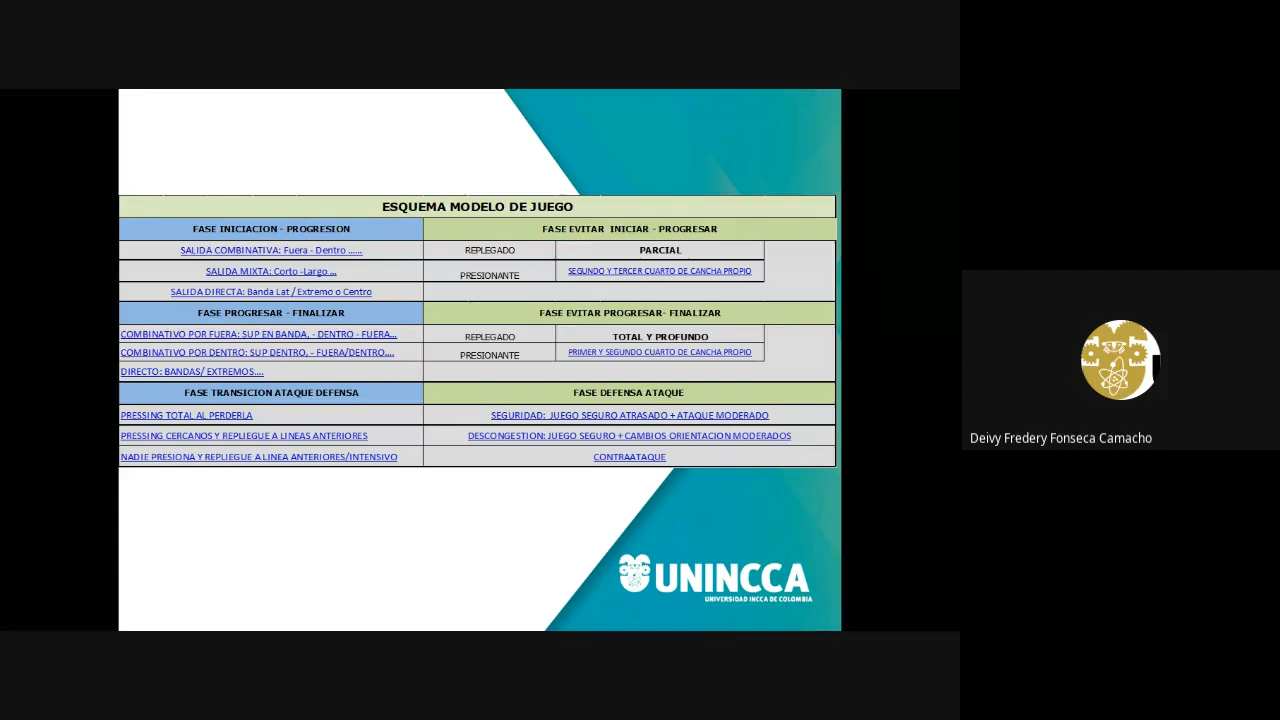 ESQUEMA MODELO DE JUEGO
FASE INICIACION - PROGRESION
FASE EVITAR INICIAR - PROGRESAR
SALIDA COMBINATIVA: Fuera - Dentro ......
REPLEGADO
PARCIAL
SALIDA MIXTA: Corto -Largo ...
PRESIONANTE
SEGUNDO Y TERCER CUARTO DE CANCHA PROPIO
SALIDA DIRECTA: Banda Lat / Extremo o Centro
FASE PROGRESAR - FINALIZAR
FASE EVITAR PROGRESAR- FINALIZAR
COMBINATIVO POR FUERA: SUP EN BANDA, - DENTRO - FUERA...
REPLEGADO
TOTAL Y PROFUNDO
COMBINATIVO POR DENTRO: SUP DENTRO, - FUERA/DENTRO....
PRESIONANTE
PRIMER Y SEGUNDO CUARTO DE CANCHA PROPIO
DIRECTO: BANDAS/ EXTREMOS....
FASE TRANSICION ATAQUE DEFENSA
FASE DEFENSA ATAQUE
PRESSING TOTAL AL PERDERLA
SEGURIDAD: JUEGO SEGURO ATRASADO + ATAQUE MODERADO
PRESSING CERCANOS Y REPLIEGUE A LINEAS ANTERIORES
DESCONGESTION: JUEGO SEGURO + CAMBIOS ORIENTACION MODERADOS
NADIE PRESIONA Y REPLIEGUE A LINEA ANTERIORES/INTENSIVO
CONTRAATAQUE
UNINCCA
UNIVERSIDAD INCCA DE COLOMBIA
Deivy Fredery Fonseca Camacho